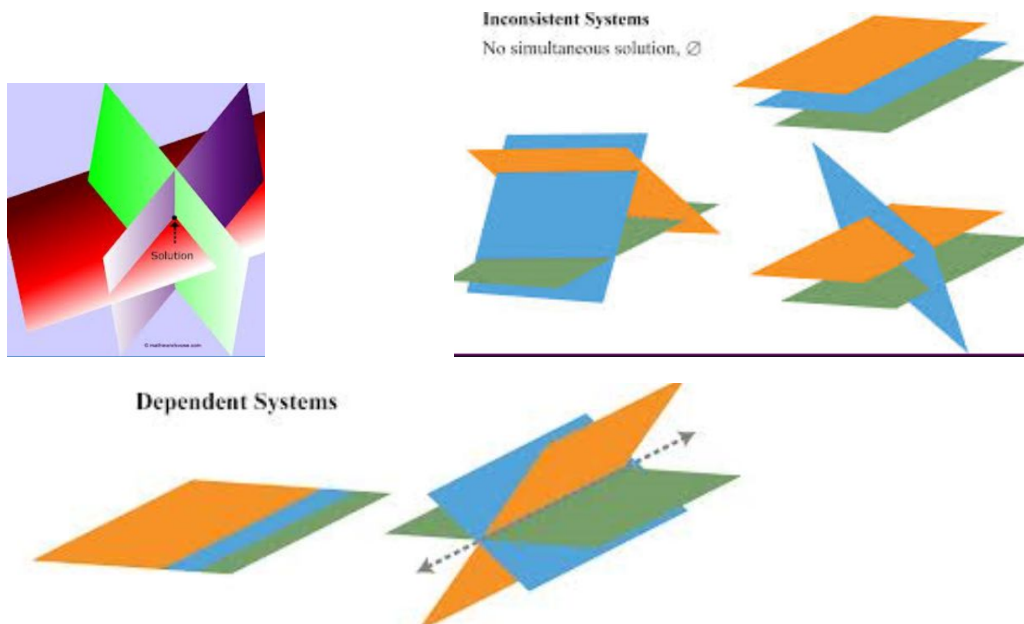 Inconsistent Systems
No simultaneous solution, ∅
Solution
Dependent Systems